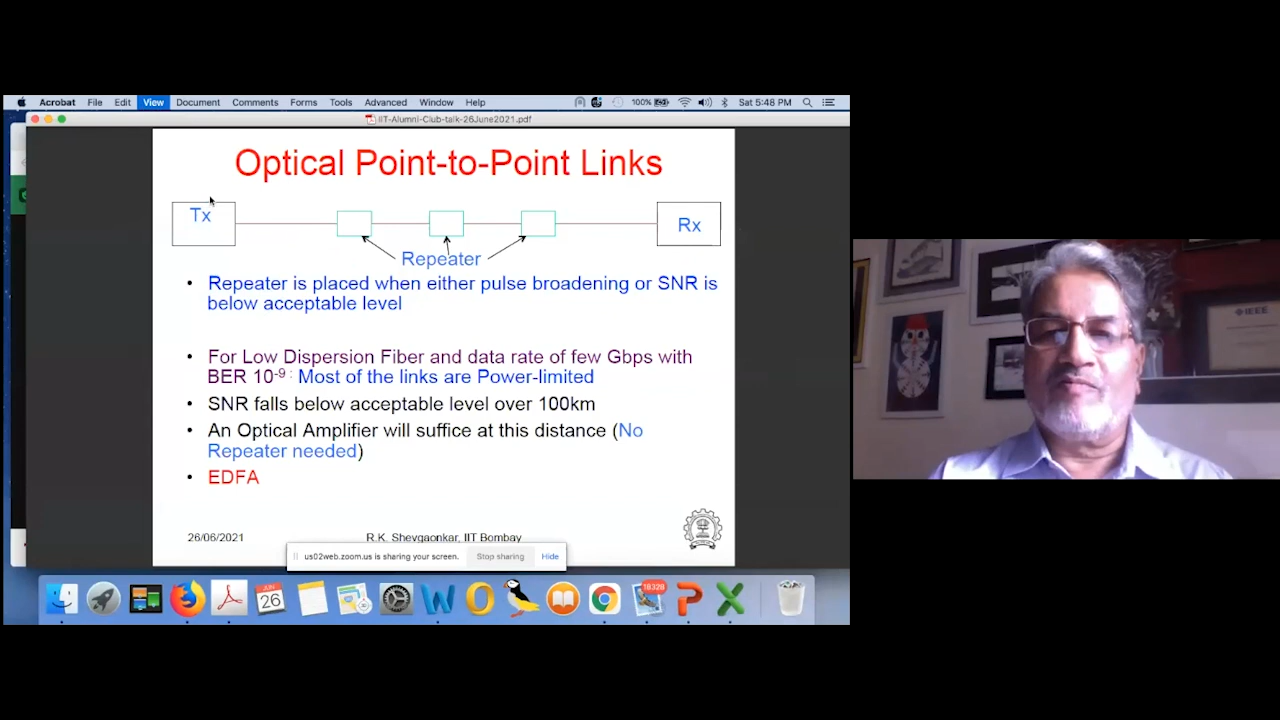 Acrobat File Edit View Document Comments Forms Tools Advanced Window Help 100% Sat 5:48 PM
IIT-Alumni-Club-talk-26June2021.pdf
Optical Point-to-Point Links
Tx
Rx
Repeater
• Repeater is placed when either pulse broadening or SNR is
below acceptable level
• For Low Dispersion Fiber and data rate of few Gbps with
BER 10-9 : Most of the links are Power-limited
• SNR falls below acceptable level over 100km
• An Optical Amplifier will suffice at this distance (No
Repeater needed)
• EDFA
26/06/2021 R.K. Shevgaonkar, IIT Bombay
us02web.zoom.us is sharing your screen. Stop sharing Hide
JUN
26
18328
IEEE